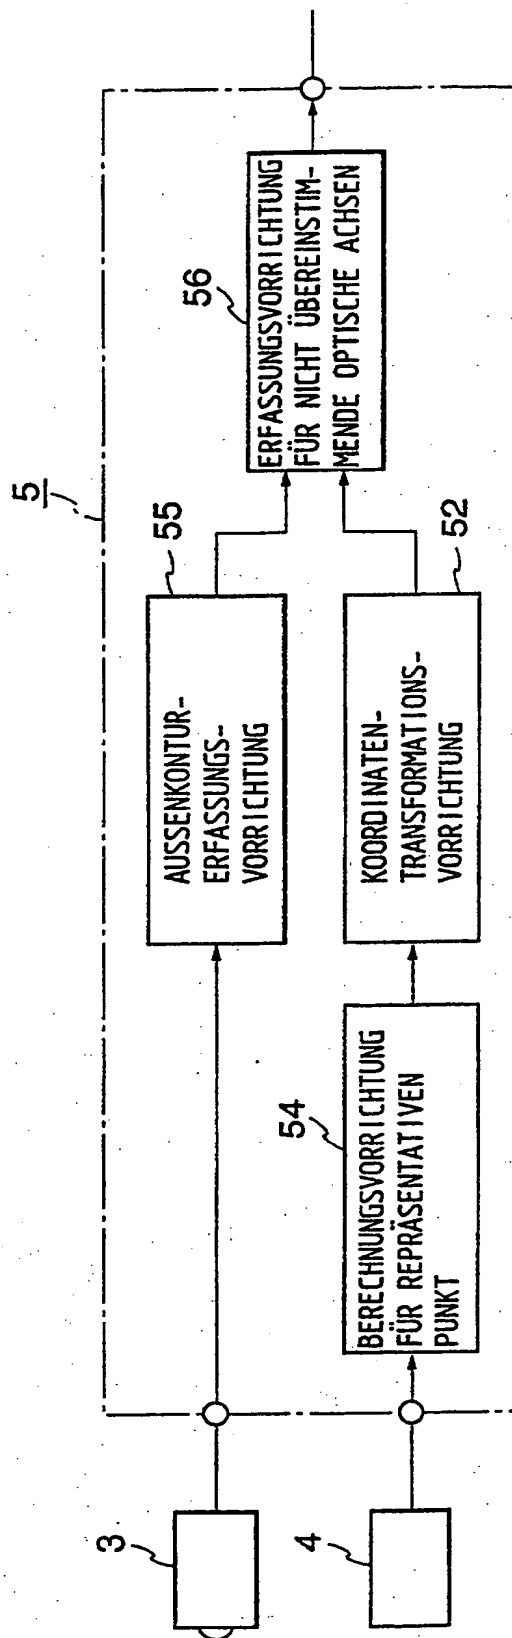 5
3
55
AUSSENKONTUR-
ERFASSUNGS-
VORRICHTUNG
56
ERFASSUNGSVORRICHTUNG
FÜR NICHT ÜBEREINSTIM-
MENDE OPTISCHE ACHSEN
4
54
BERECHNUNGSVORRICHTUNG
FÜR REPRÄSENTATIVEN
PUNKT
KOORDINATEN-
TRANSFORMATIONS-
VORRICHTUNG
52